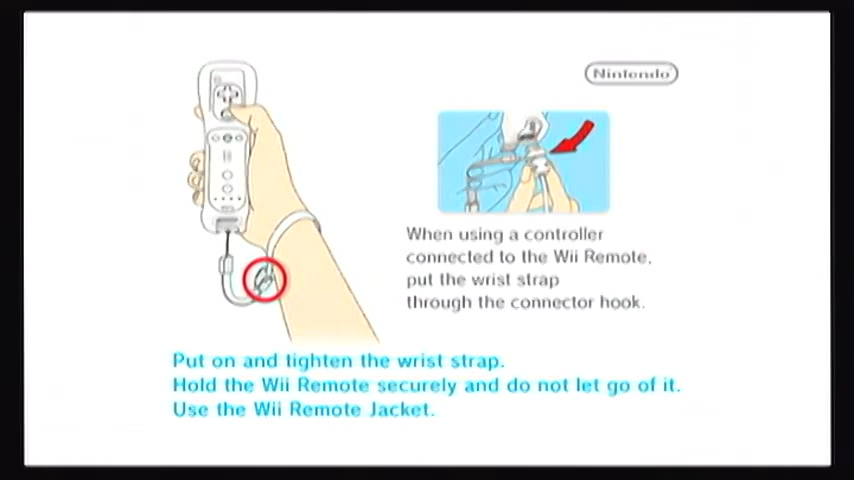 Nintendo
When using a controller
connected to the Wii Remote,
put the wrist strap
through the connector hook.
Put on and tighten the wrist strap.
Hold the Wii Remote securely and do not let go of it.
Use the Wii Remote Jacket.